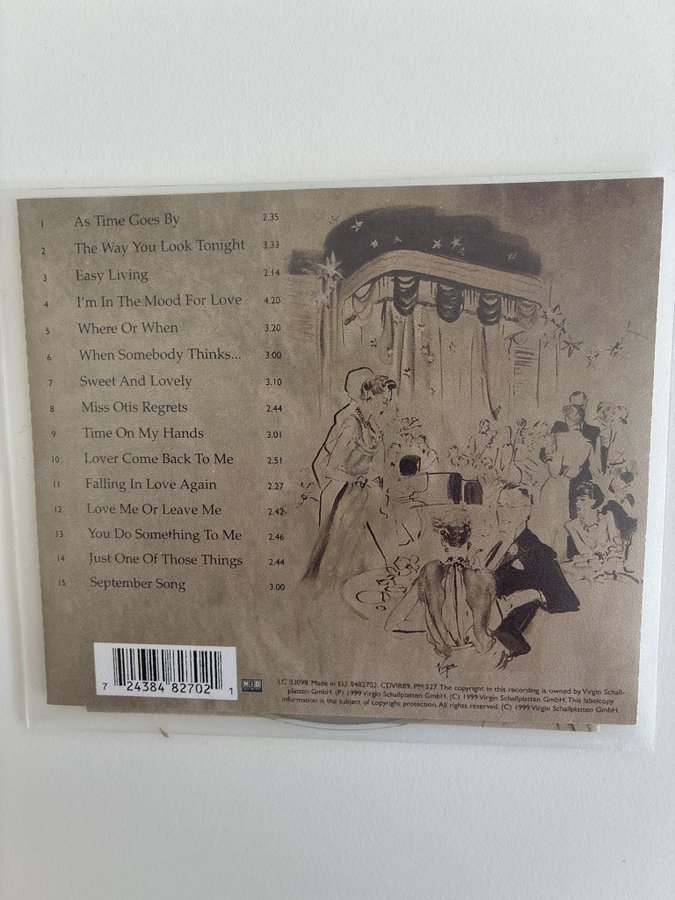 1 As Time Goes By 2.35
2 The Way You Look Tonight 3.33
3 Easy Living 2.14
4 I'm In The Mood For Love 4.20
5 Where Or When 3.20
6 When Somebody Thinks... 3.00
7 Sweet And Lovely 3.10
8 Miss Otis Regrets 2.44
9 Time On My Hands 3.01
10 Lover Come Back To Me 2.51
11 Falling In Love Again 2.27
12 Love Me Or Leave Me 2.42
13 You Do Something To Me 2.46
14 Just One Of Those Things 2.44
15 September Song 3.00
Virgin
7 24384 82702 1
MID
LC 03098. Made in EU. 8482702. CDVIR89. PM 527. The copyright in this recording is owned by Virgin Schall-
platten GmbH. (P) 1999 Virgin Schallplatten GmbH. (C) 1999 Virgin Schallplatten GmbH. This labelcopy
information is the subject of copyright protection. All rights reserved. (C) 1999 Virgin Schallplatten GmbH.